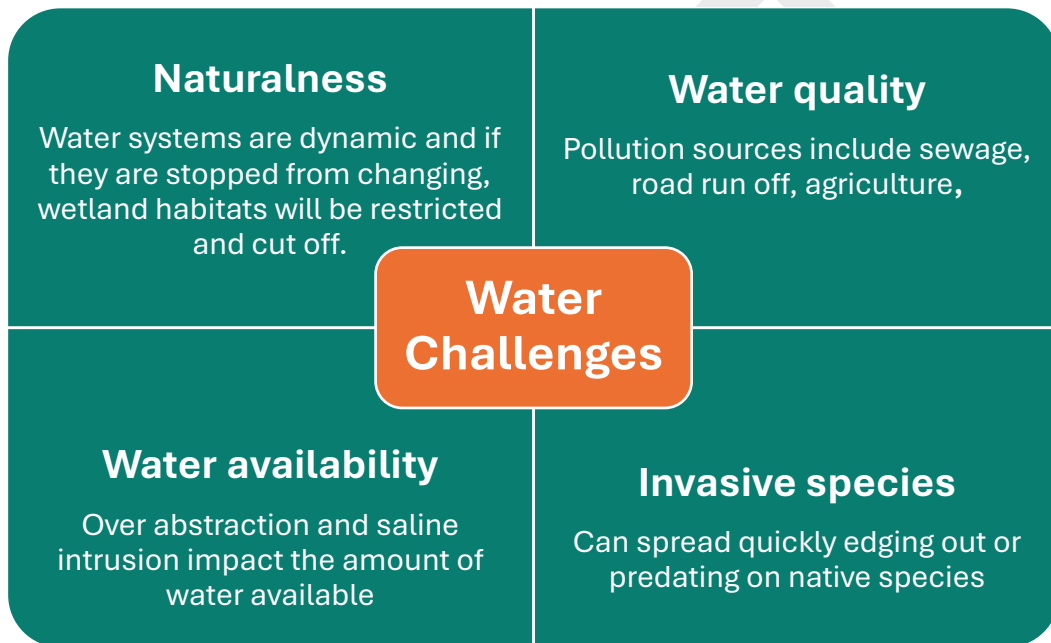 Naturalness
Water systems are dynamic and if
they are stopped from changing,
wetland habitats will be restricted
and cut off.
Water quality
Pollution sources include sewage,
road run off, agriculture,
Water
Challenges
Water availability
Over abstraction and saline
intrusion impact the amount of
water available
Invasive species
Can spread quickly edging out or
predating on native species